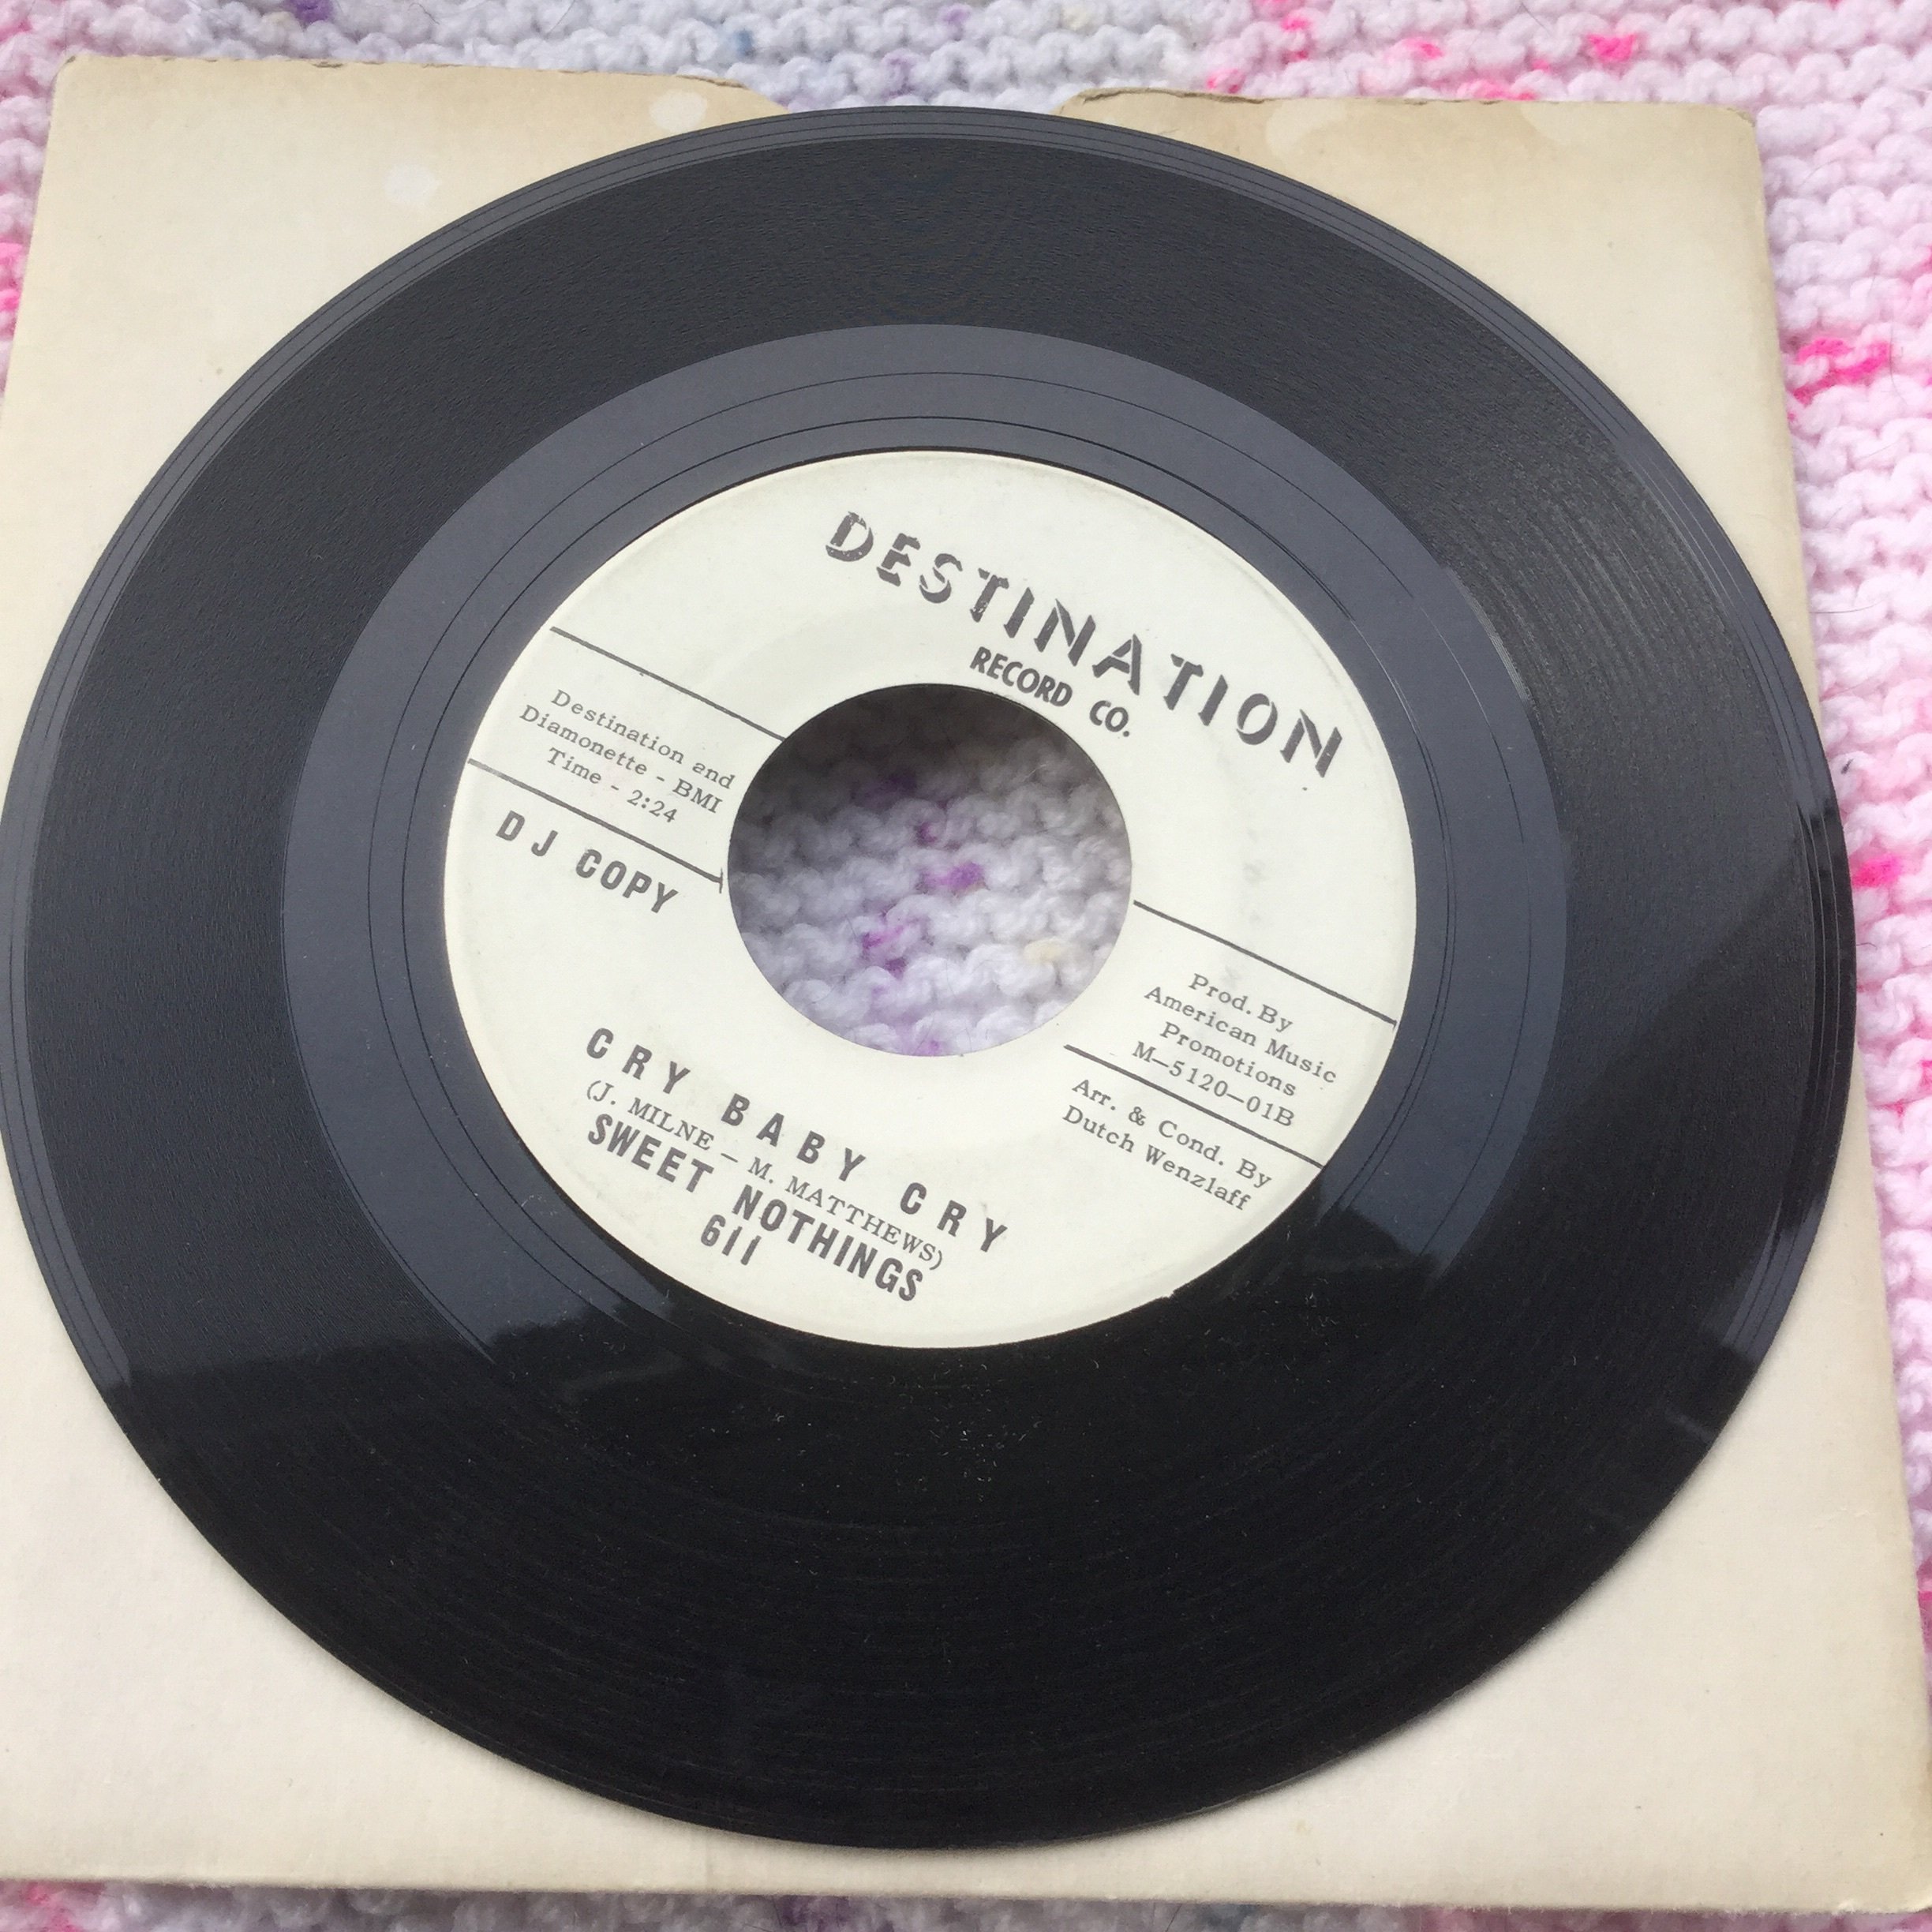 DESTINATION
RECORD CO.
Destination and
Diamonette - BMI
Time - 2:24
DJ COPY
Prod. By
American Music
Promotions
M-5120-01B
Arr. & Cond. By
Dutch Wenzlaff
CRY BABY CRY
(J. MILNE - M. MATTHEWS)
SWEET NOTHINGS
611